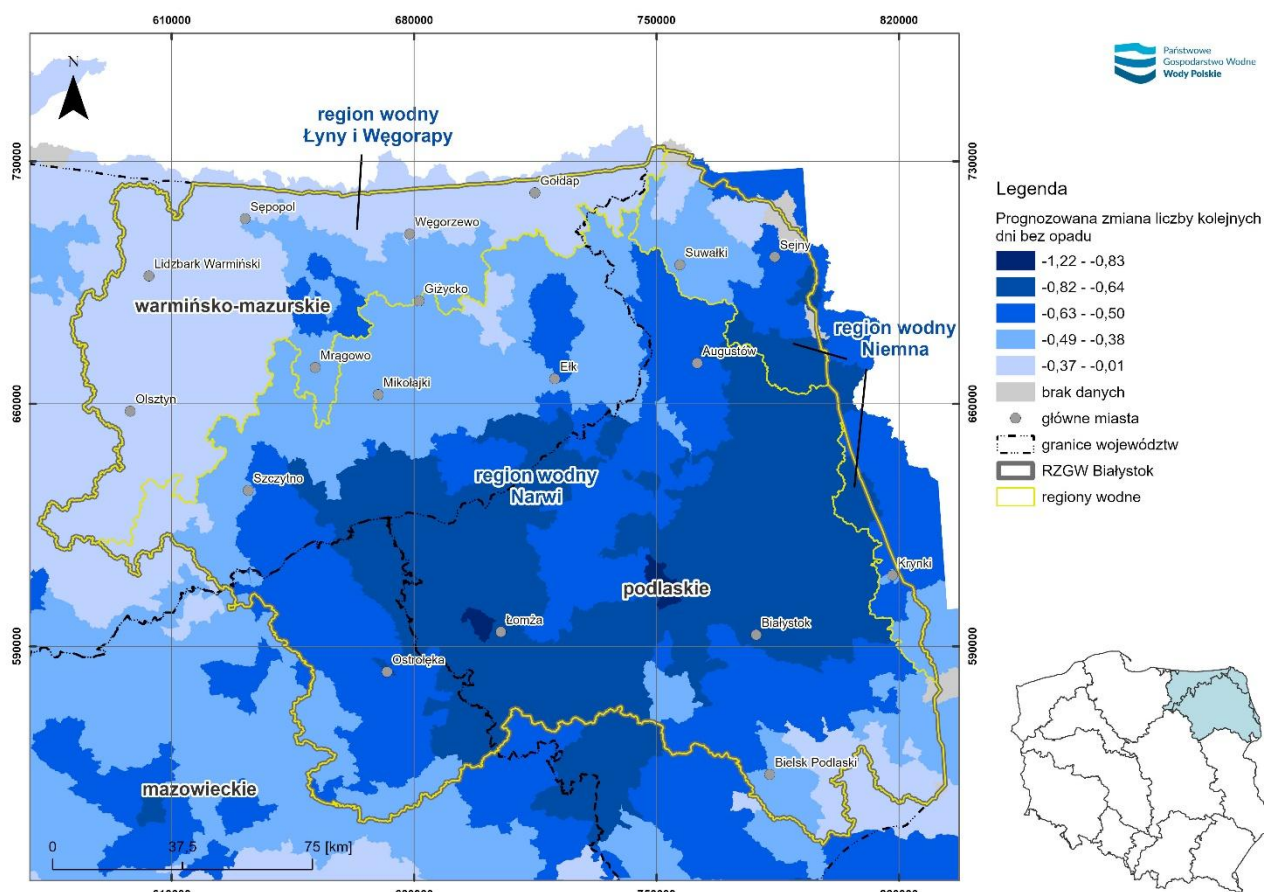 610000
680000
750000
820000
N
region wodny
Łyny i Węgorapy
730000
730000
Gołdap
Sępopol
Węgorzewo
Sejny
Suwałki
Lidzbark Warmiński
warmińsko-mazurskie
Giżycko
region wodny
Niemna
Mrągowo
Augustów
Ełk
Mikołajki
660000
660000
Olsztyn
Szczytno
region wodny
Narwi
Krynki
podlaskie
Łomża
Białystok
590000
590000
Ostrołęka
Bielsk Podlaski
mazowieckie
0
37,5
75 [km]
610000
680000
750000
820000
Państwowe
Gospodarstwo Wodne
Wody Polskie
Legenda
Prognozowana zmiana liczby kolejnych
dni bez opadu
-1,22 - -0,83
-0,82 - -0,64
-0,63 - -0,50
-0,49 - -0,38
-0,37 - -0,01
brak danych
główne miasta
granice województw
RZGW Białystok
regiony wodne